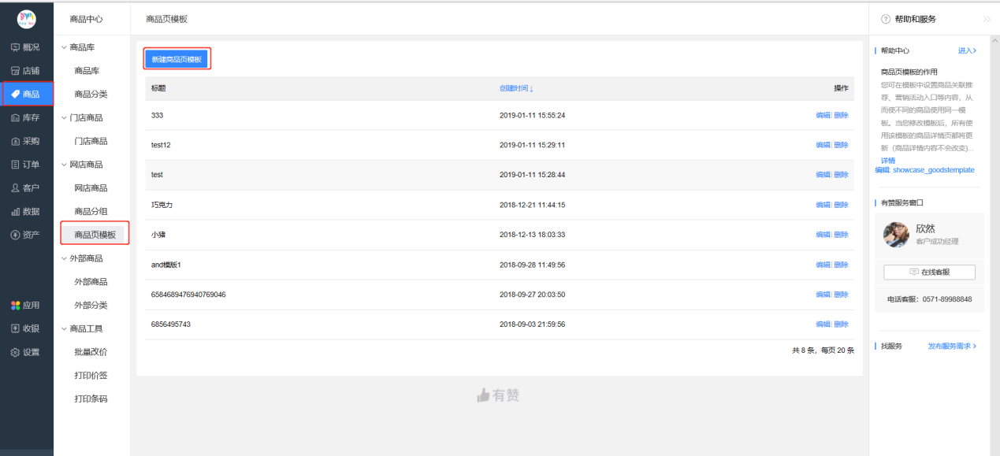 商品中心
商品页模板
帮助和服务
概况
店铺
商品
库存
采购
订单
客户
数据
资产
应用
收银
设置
商品库
商品库
商品分类
门店商品
门店商品
网店商品
网店商品
商品分组
商品页模板
外部商品
外部商品
外部分类
商品工具
批量改价
打印价签
打印条码
新建商品页模板
标题 创建时间↓ 操作
333 2019-01-11 15:55:24 编辑 删除
test12 2019-01-11 15:29:11 编辑 删除
test 2019-01-11 15:28:44 编辑 删除
巧克力 2018-12-21 11:44:15 编辑 删除
小猪 2018-12-13 18:03:33 编辑 删除
and模版1 2018-09-28 11:49:56 编辑 删除
6584689476940769046 2018-09-27 20:03:50 编辑 删除
6856495743 2018-09-03 21:59:56 编辑 删除
共 8 条，每页 20 条
有赞
帮助中心 进入
商品页模板的作用
您可在模板中设置商品关联推
荐、营销活动入口等内容，从
而使不同的商品使用同一模
板。当您修改模板后，所有使
用该模板的商品详情页都将更
新（商品详情内容不会改变)...
详情
编辑: showcase_goodstemplate
有赞服务窗口
欣然
客户成功经理
在线客服
电话客服：0571-89988848
找服务 发布服务需求